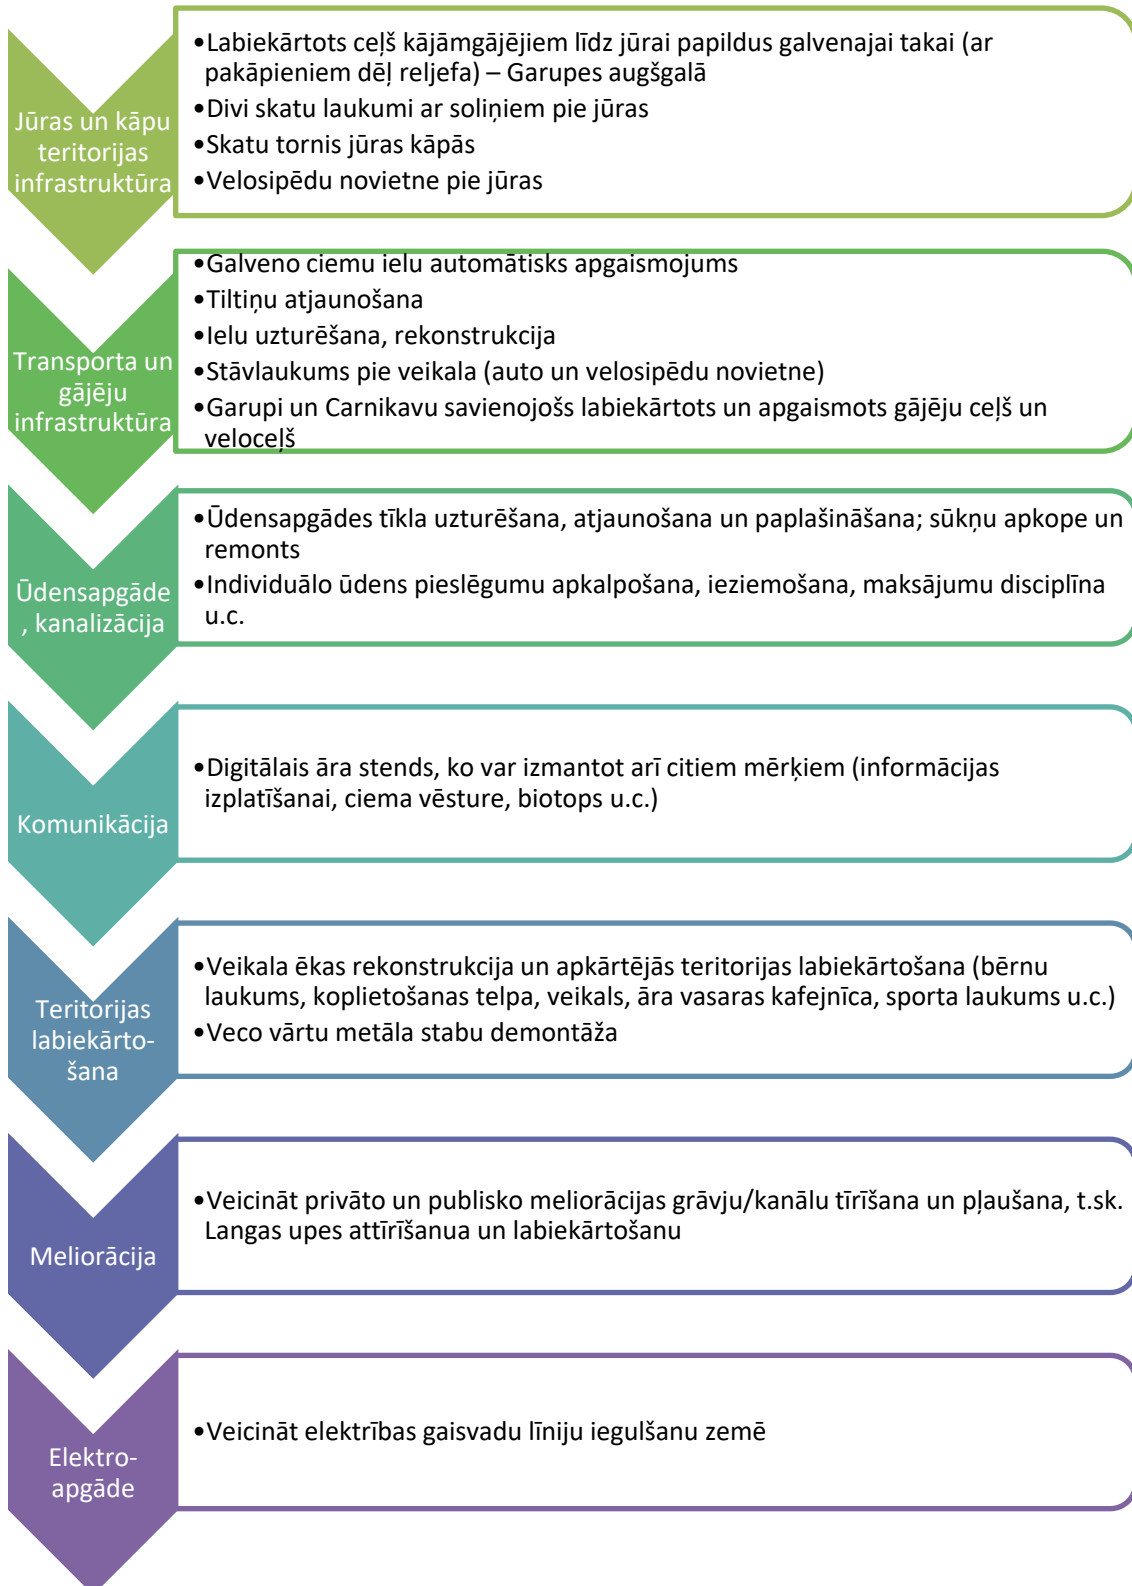 Jūras un kāpu
teritorijas
infrastruktūra
•Labiekārtots ceļš kājāmgājējiem līdz jūrai papildus galvenajai takai (ar
pakāpieniem dēļ reljefa) – Garupes augšgalā
•Divi skatu laukumi ar soliņiem pie jūras
•Skatu tornis jūras kāpās
•Velosipēdu novietne pie jūras
Transporta un
gājēju
infrastruktūra
•Galveno ciemu ielu automātisks apgaismojums
•Tiltiņu atjaunošana
•Ielu uzturēšana, rekonstrukcija
•Stāvlaukums pie veikala (auto un velosipēdu novietne)
•Garupi un Carnikavu savienojošs labiekārtots un apgaismots gājēju ceļš un
veloceļš
Ūdensapgāde
, kanalizācija
•Ūdensapgādes tīkla uzturēšana, atjaunošana un paplašināšana; sūkņu apkope un
remonts
•Individuālo ūdens pieslēgumu apkalpošana, ieziemošana, maksājumu disciplīna
u.c.
Komunikācija
•Digitālais āra stends, ko var izmantot arī citiem mērķiem (informācijas
izplatīšanai, ciema vēsture, biotops u.c.)
Teritorijas
labiekārto-
šana
•Veikala ēkas rekonstrukcija un apkārtējās teritorijas labiekārtošana (bērnu
laukums, koplietošanas telpa, veikals, āra vasaras kafejnīca, sporta laukums u.c.)
•Veco vārtu metāla stabu demontāža
Meliorācija
•Veicināt privāto un publisko meliorācijas grāvju/kanālu tīrīšana un pļaušana, t.sk.
Langas upes attīrīšanua un labiekārtošanu
Elektro-
apgāde
•Veicināt elektrības gaisvadu līniju iegulšanu zemē